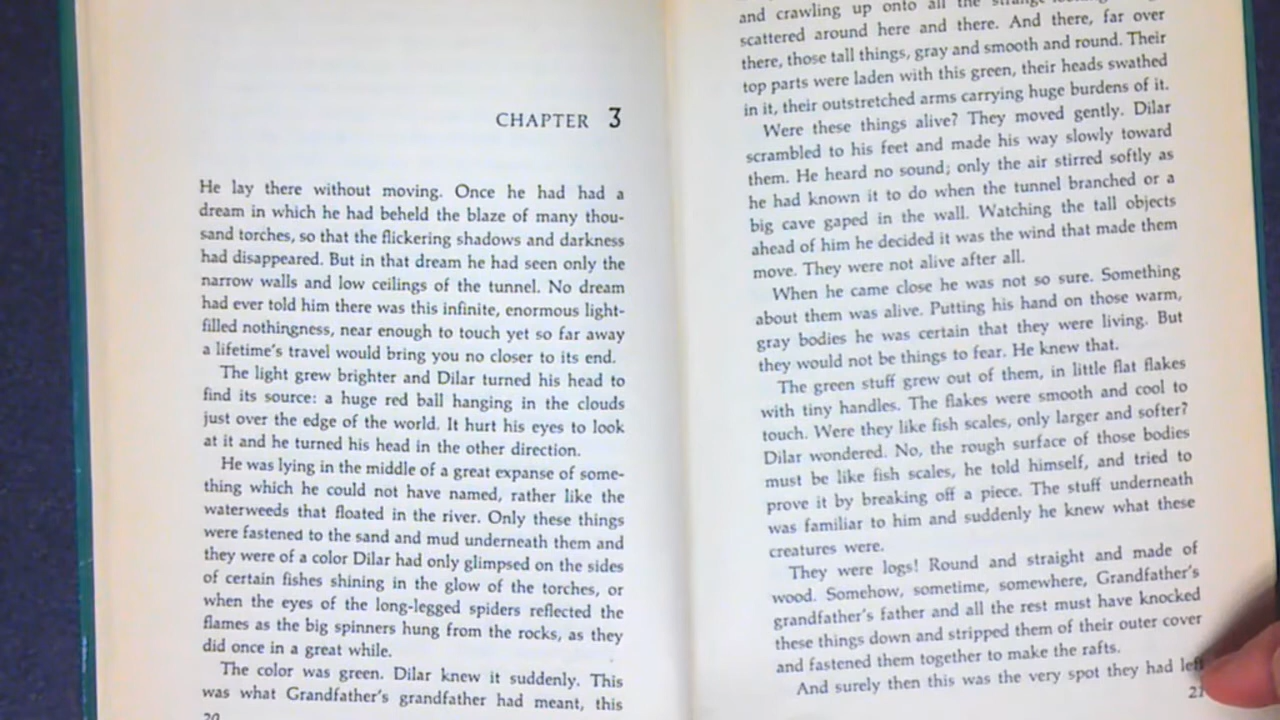 CHAPTER 3
He lay there without moving. Once he had had a
dream in which he had beheld the blaze of many thou-
sand torches, so that the flickering shadows and darkness
had disappeared. But in that dream he had seen only the
narrow walls and low ceilings of the tunnel. No dream
had ever told him there was this infinite, enormous light-
filled nothingness, near enough to touch yet so far away
a lifetime's travel would bring you no closer to its end.
The light grew brighter and Dilar turned his head to
find its source: a huge red ball hanging in the clouds
just over the edge of the world. It hurt his eyes to look
at it and he turned his head in the other direction.
He was lying in the middle of a great expanse of some-
thing which he could not have named, rather like the
waterweeds that floated in the river. Only these things
were fastened to the sand and mud underneath them and
they were of a color Dilar had only glimpsed on the sides
of certain fishes shining in the glow of the torches, or
when the eyes of the long-legged spiders reflected the
flames as the big spinners hung from the rocks, as they
did once in a great while.
The color was green. Dilar knew it suddenly. This
was what Grandfather's grandfather had meant, this
20
and crawling up onto all the
scattered around here and there. And there, far over
there, those tall things, gray and smooth and round. Their
top parts were laden with this green, their heads swathed
in it, their outstretched arms carrying huge burdens of it.
Were these things alive? They moved gently. Dilar
scrambled to his feet and made his way slowly toward
them. He heard no sound; only the air stirred softly as
he had known it to do when the tunnel branched or a
big cave gaped in the wall. Watching the tall objects
ahead of him he decided it was the wind that made them
move. They were not alive after all.
When he came close he was not so sure. Something
about them was alive. Putting his hand on those warm,
gray bodies he was certain that they were living. But
they would not be things to fear. He knew that.
The green stuff grew out of them, in little flat flakes
with tiny handles. The flakes were smooth and cool to
touch. Were they like fish scales, only larger and softer?
Dilar wondered. No, the rough surface of those bodies
must be like fish scales, he told himself, and tried to
prove it by breaking off a piece. The stuff underneath
was familiar to him and suddenly he knew what these
creatures were.
They were logs! Round and straight and made of
wood. Somehow, sometime, somewhere, Grandfather's
grandfather's father and all the rest must have knocked
these things down and stripped them of their outer cover
and fastened them together to make the rafts.
And surely then this was the very spot they had left
21